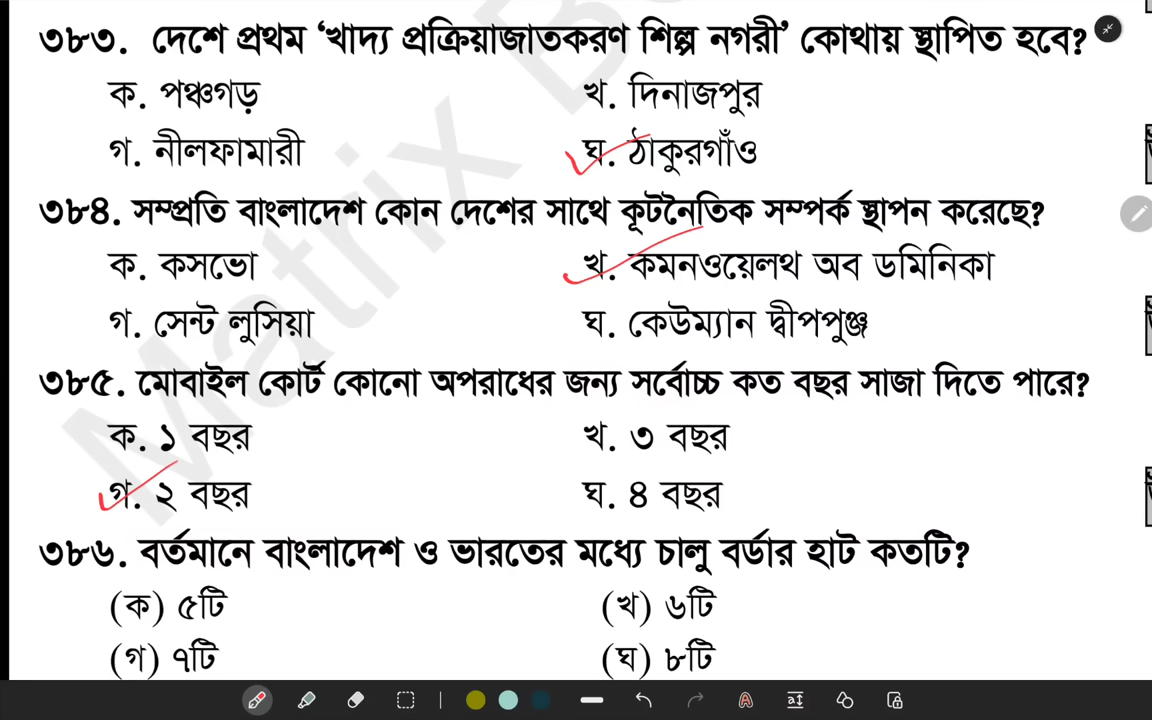 ৩৮৩. দেশে প্রথম ‘খাদ্য প্রক্রিয়াজাতকরণ শিল্প নগরী’ কোথায় স্থাপিত হবে?
ক. পঞ্চগড় খ. দিনাজপুর
গ. নীলফামারী ঘ. ঠাকুরগাঁও
৩৮৪. সম্প্রতি বাংলাদেশ কোন দেশের সাথে কূটনৈতিক সম্পর্ক স্থাপন করেছে?
ক. কসভো খ. কমনওয়েলথ অব ডমিনিকা
গ. সেন্ট লুসিয়া ঘ. কেউম্যান দ্বীপপুঞ্জ
৩৮৫. মোবাইল কোর্ট কোনো অপরাধের জন্য সর্বোচ্চ কত বছর সাজা দিতে পারে?
ক. ১ বছর খ. ৩ বছর
গ. ২ বছর ঘ. ৪ বছর
৩৮৬. বর্তমানে বাংলাদেশ ও ভারতের মধ্যে চালু বর্ডার হাট কতটি?
(ক) ৫টি (খ) ৬টি
(গ) ৭টি (ঘ) ৮টি
Matrix